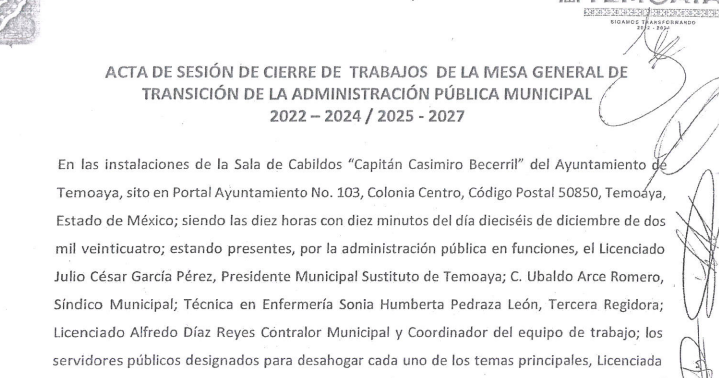 TEMOAYA
SIGAMOS TRANSFORMANDO
2022 - 2024
ACTA DE SESIÓN DE CIERRE DE TRABAJOS DE LA MESA GENERAL DE
TRANSICIÓN DE LA ADMINISTRACIÓN PÚBLICA MUNICIPAL
2022 – 2024 / 2025 - 2027
En las instalaciones de la Sala de Cabildos “Capitán Casimiro Becerril” del Ayuntamiento de
Temoaya, sito en Portal Ayuntamiento No. 103, Colonia Centro, Código Postal 50850, Temoaya,
Estado de México; siendo las diez horas con diez minutos del día dieciséis de diciembre de dos
mil veinticuatro; estando presentes, por la administración pública en funciones, el Licenciado
Julio César García Pérez, Presidente Municipal Sustituto de Temoaya; C. Ubaldo Arce Romero,
Síndico Municipal; Técnica en Enfermería Sonia Humberta Pedraza León, Tercera Regidora;
Licenciado Alfredo Díaz Reyes Contralor Municipal y Coordinador del equipo de trabajo; los
servidores públicos designados para desahogar cada uno de los temas principales, Licenciada